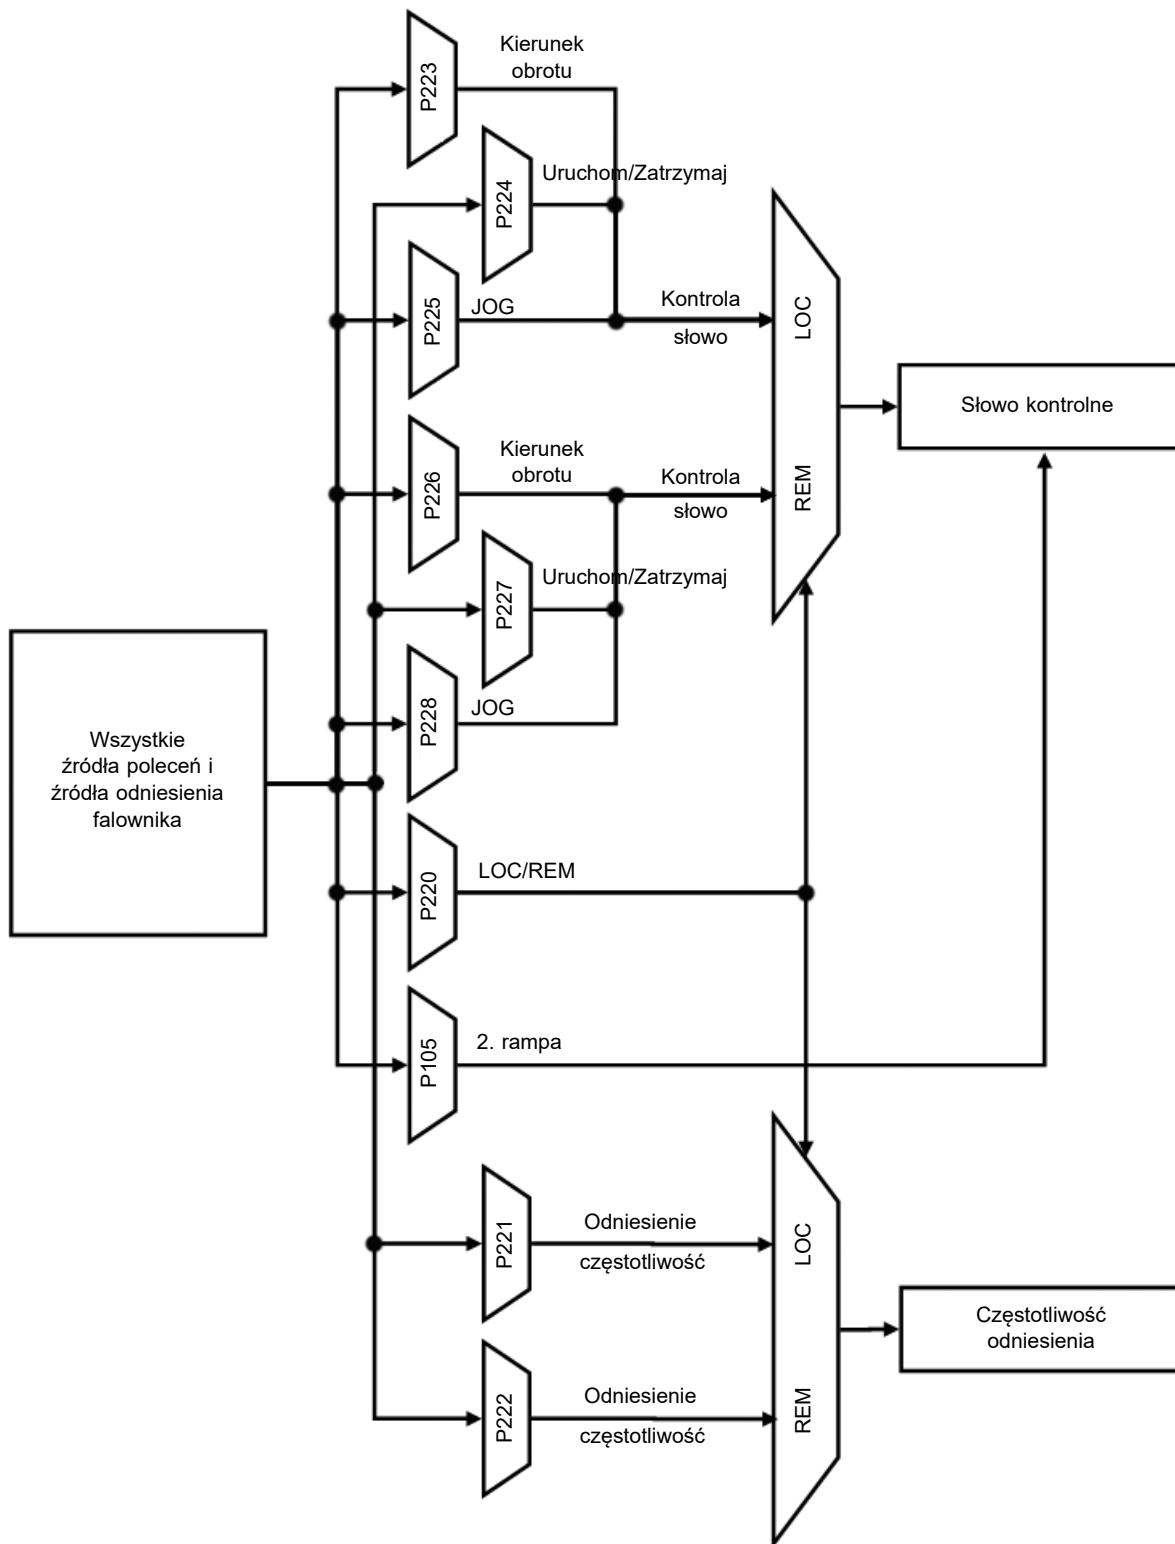 Kierunek
obrotu
P223
Uruchom/Zatrzymaj
P224
JOG
P225
Kontrola
słowo
LOC
Słowo kontrolne
Kierunek
obrotu
P226
Kontrola
słowo
REM
Uruchom/Zatrzymaj
P227
JOG
P228
Wszystkie
źródła poleceń i
źródła odniesienia
falownika
LOC/REM
P220
2. rampa
P105
Odniesienie
częstotliwość
P221
LOC
Częstotliwość
odniesienia
Odniesienie
częstotliwość
P222
REM